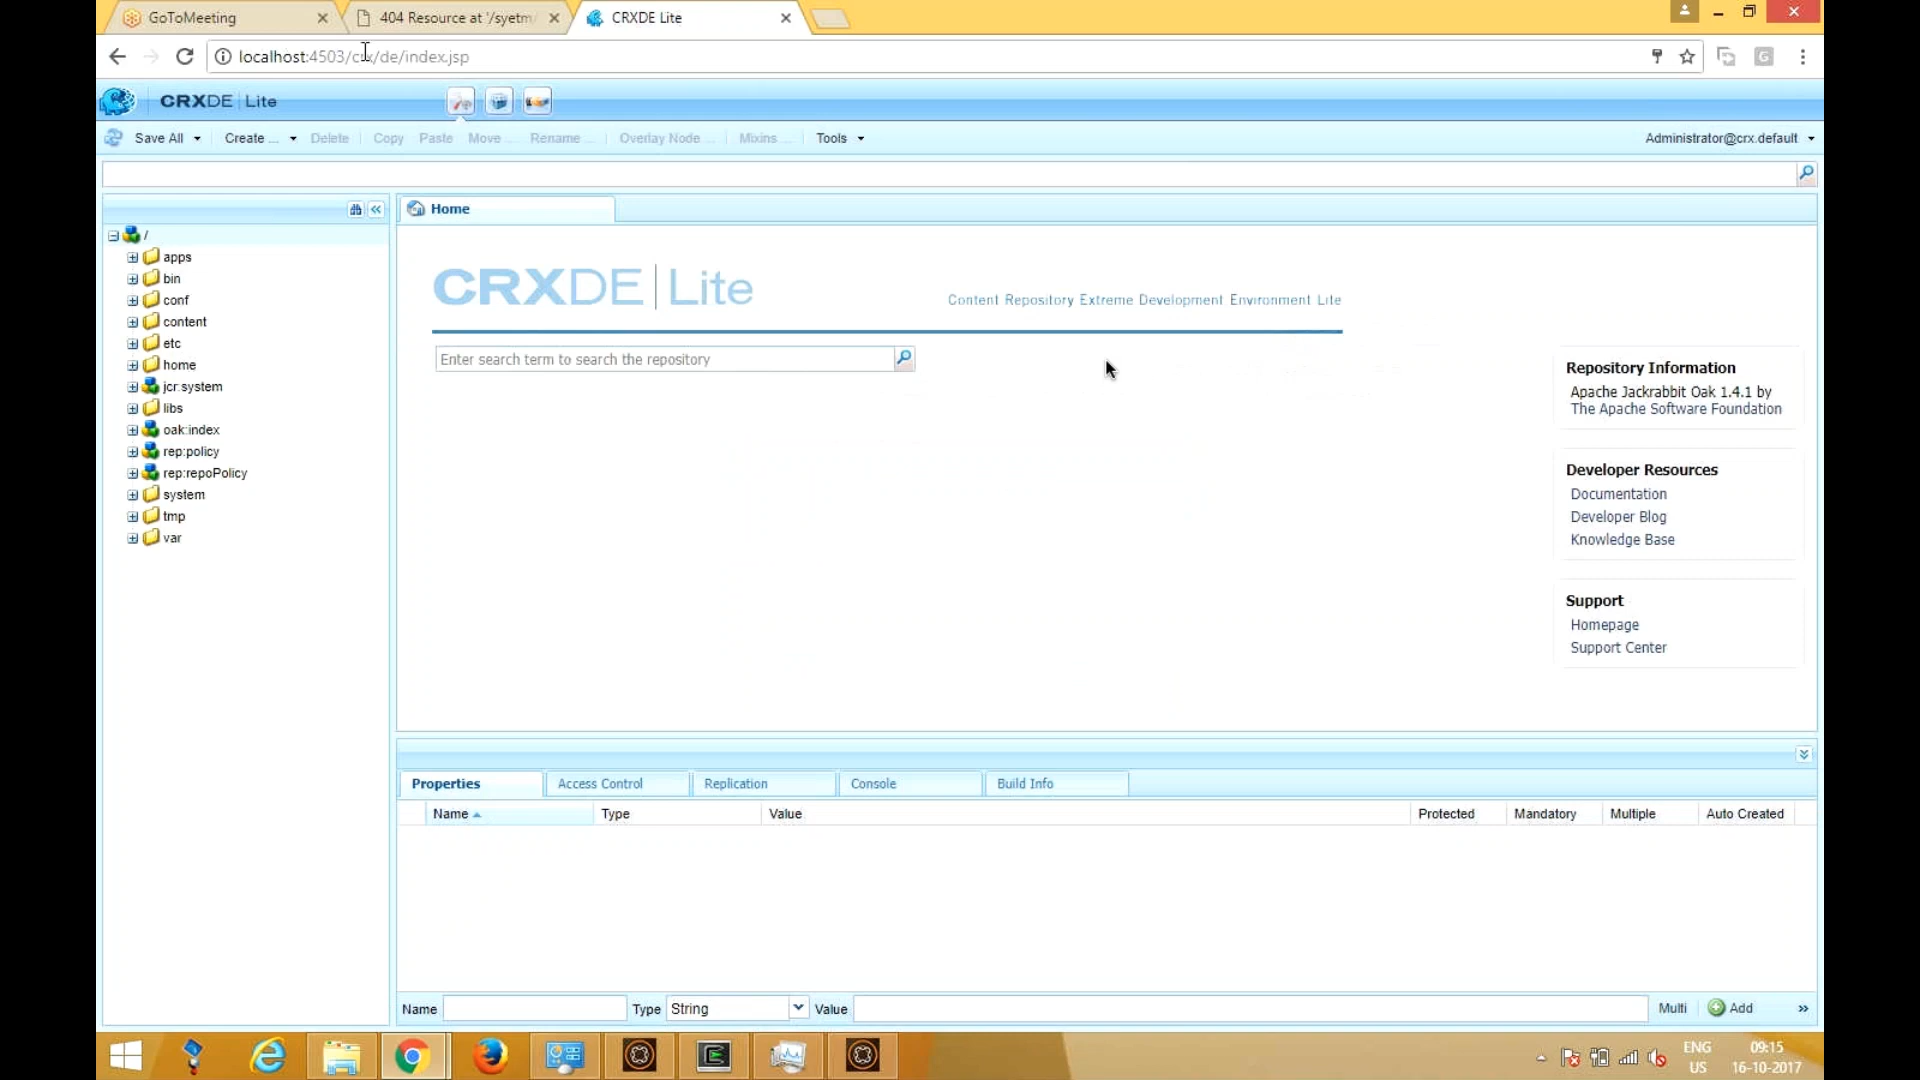 GoToMeeting
404 Resource at '/syetm
CRXDE Lite
localhost:4503/crx/de/index.jsp
CRXDE | Lite
Save All
Create ...
Delete
Copy
Paste
Move ...
Rename ...
Overlay Node ...
Mixins ...
Tools
Administrator@crx.default
Home
/
apps
bin
conf
content
etc
home
jcr:system
libs
oak:index
rep:policy
rep:repoPolicy
system
tmp
var
CRXDE | Lite
Content Repository Extreme Development Environment Lite
Enter search term to search the repository
Repository Information
Apache Jackrabbit Oak 1.4.1 by
The Apache Software Foundation
Developer Resources
Documentation
Developer Blog
Knowledge Base
Support
Homepage
Support Center
Properties
Access Control
Replication
Console
Build Info
Name
Type
Value
Protected
Mandatory
Multiple
Auto Created
Name
Type
String
Value
Multi
Add
ENG
US
09:15
16-10-2017